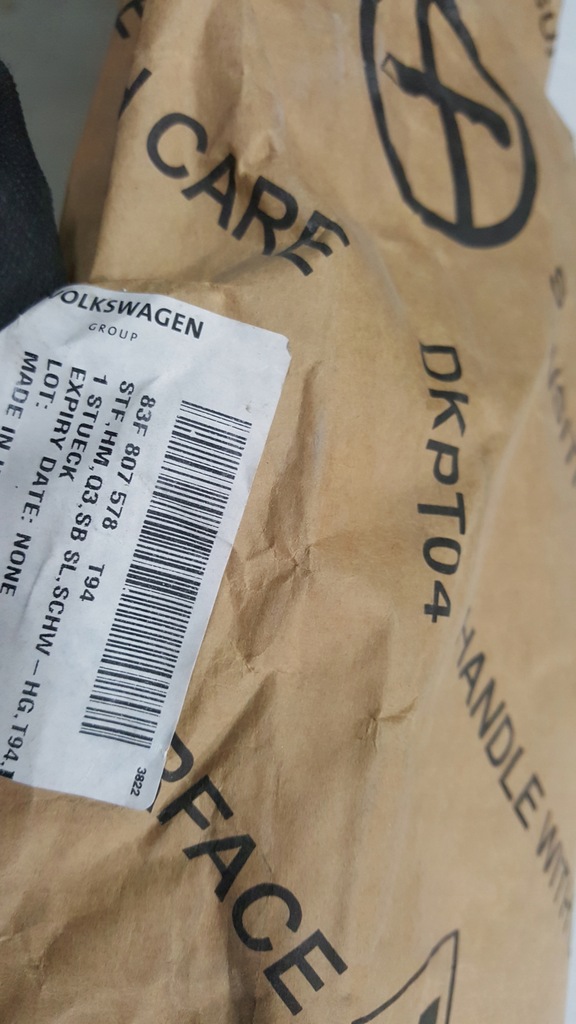 CARE
VOLKSWAGEN
GROUP
83F 807 578 T94
STF,HM,Q3,SB SL,SCHW - HG.T94.
1 STUECK
EXPIRY DATE: NONE
LOT:
MADE IN
3822
DKPT04
HANDLE WITH
RFACE